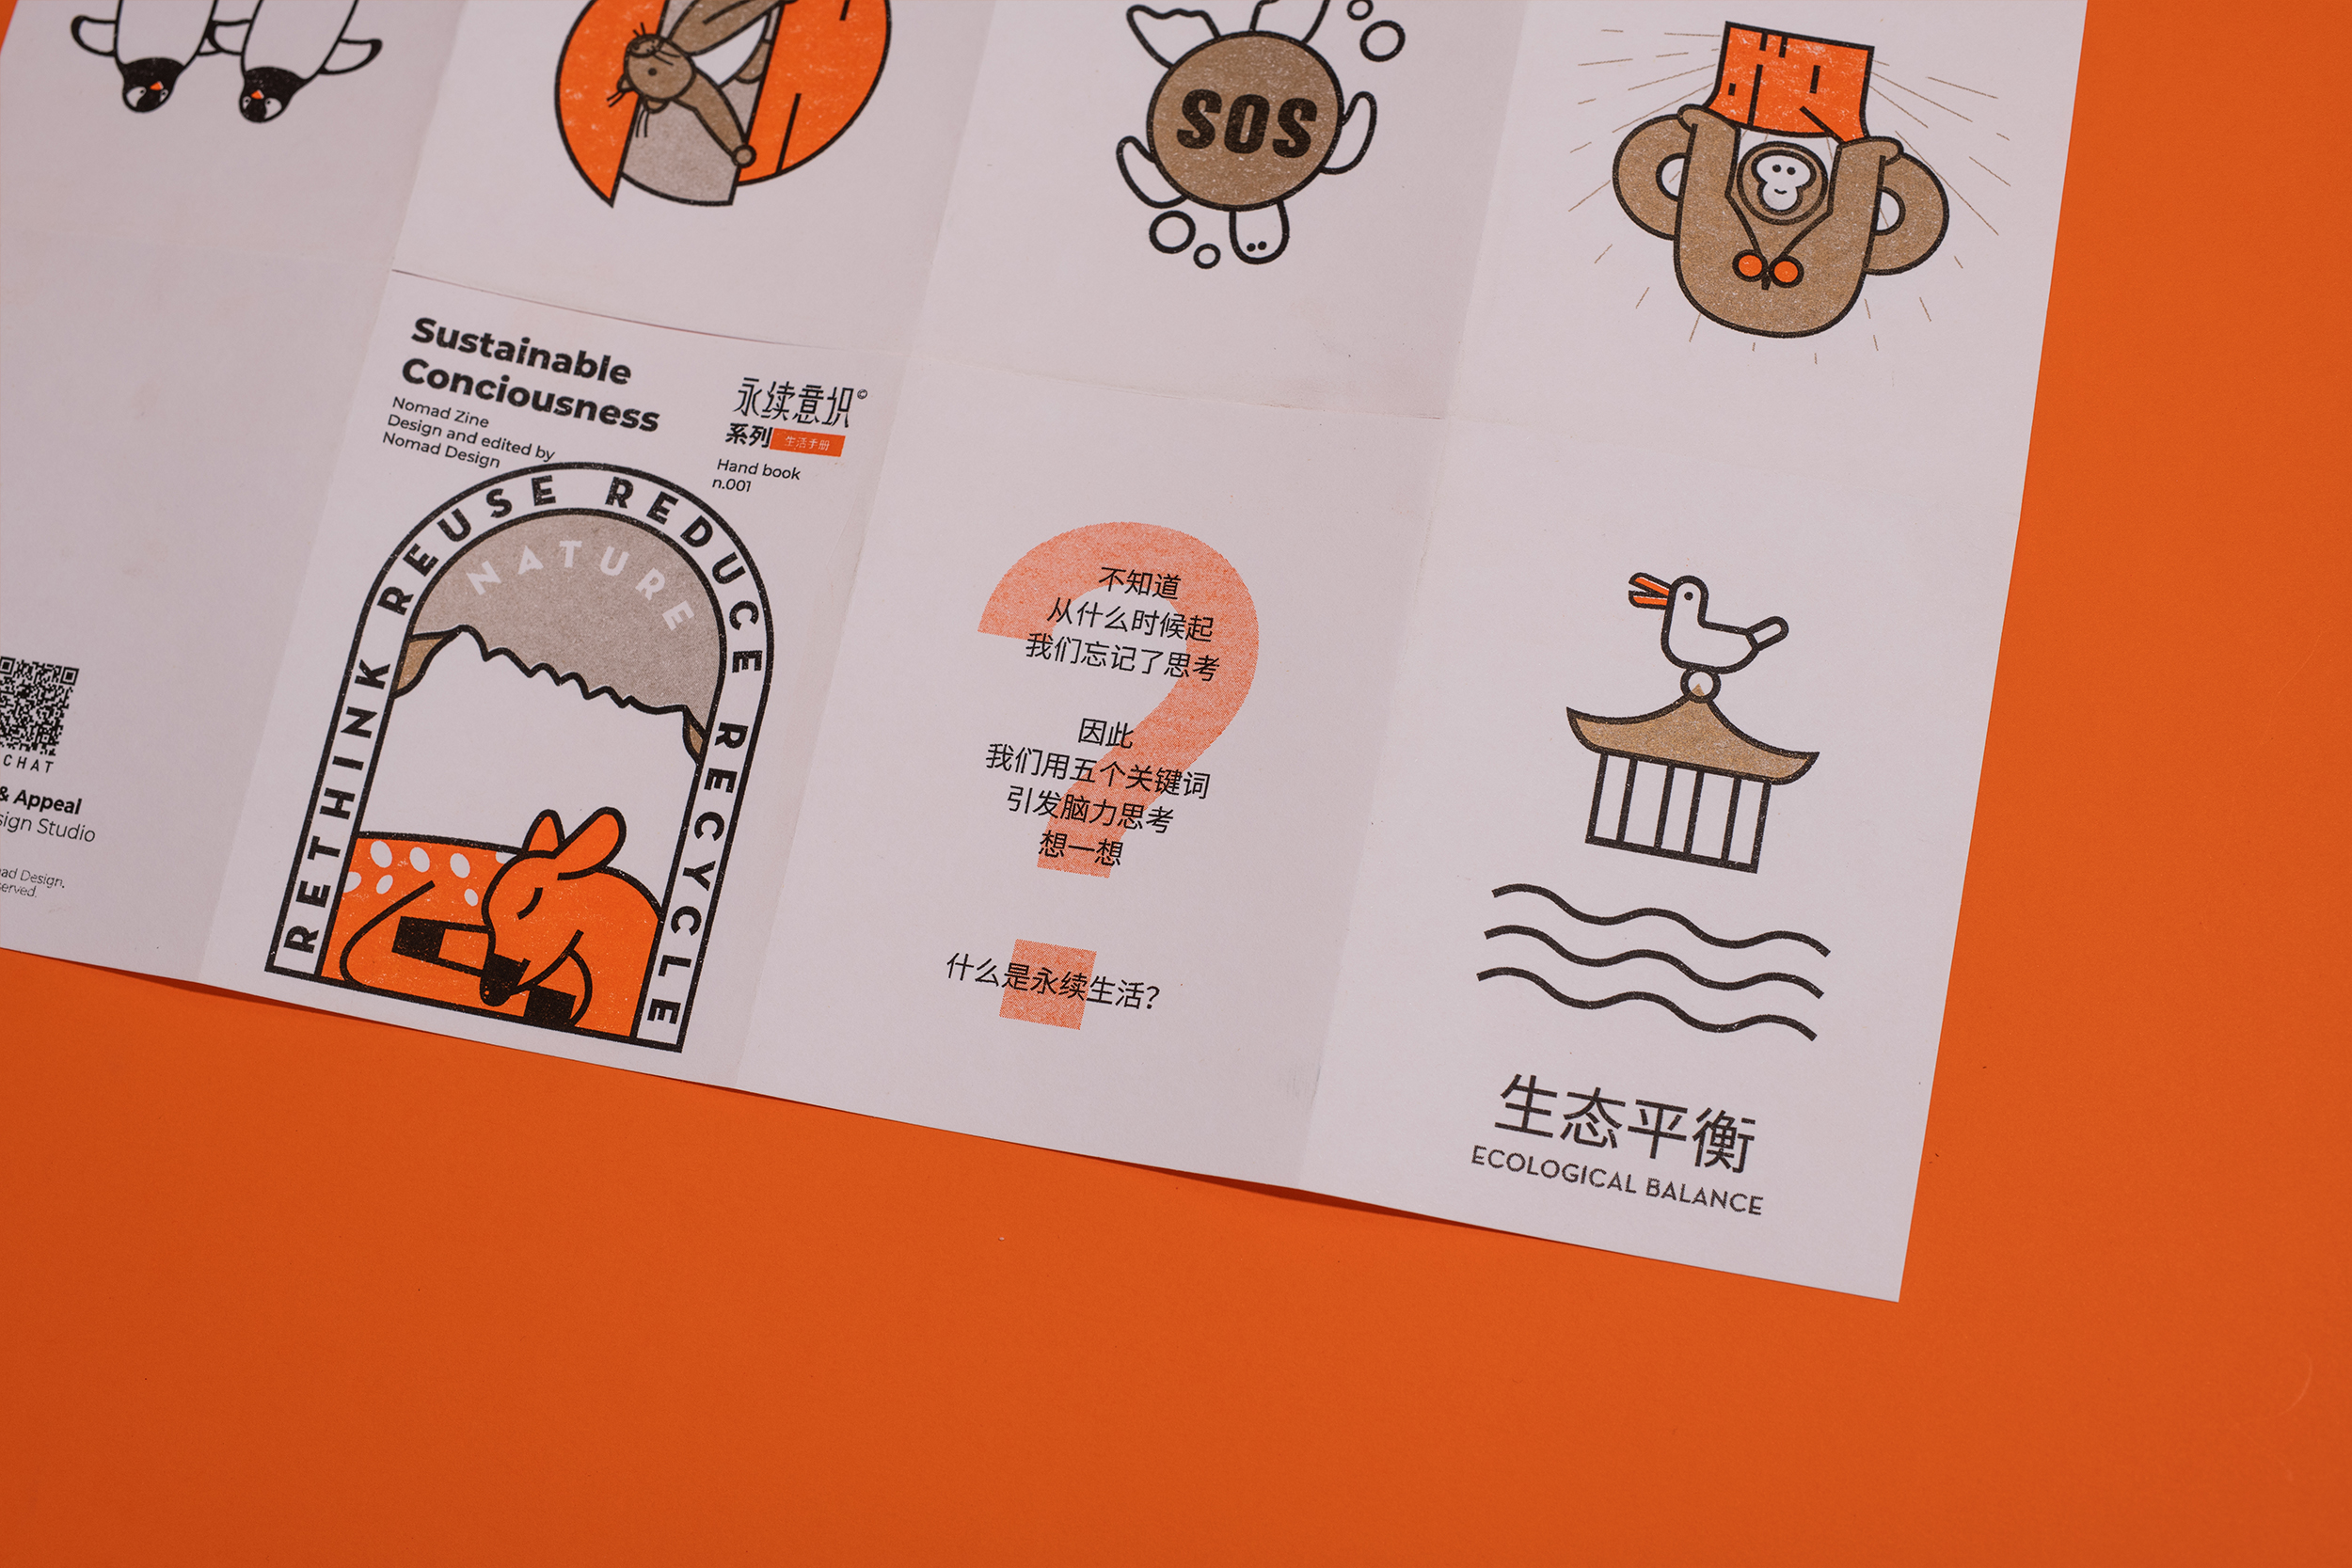 SOS
Sustainable
Conciousness
Nomad Zine
Design and edited by
Nomad Design
永续意识©
系列 生活手册
Hand book
n.001
RETHINK REUSE REDUCE RECYCLE
NATURE
CHAT
& Appeal
sign Studio
ad Design.
served.
不知道
从什么时候起
我们忘记了思考
因此
我们用五个关键词
引发脑力思考
想一想
什么是永续生活?
?
生态平衡
ECOLOGICAL BALANCE